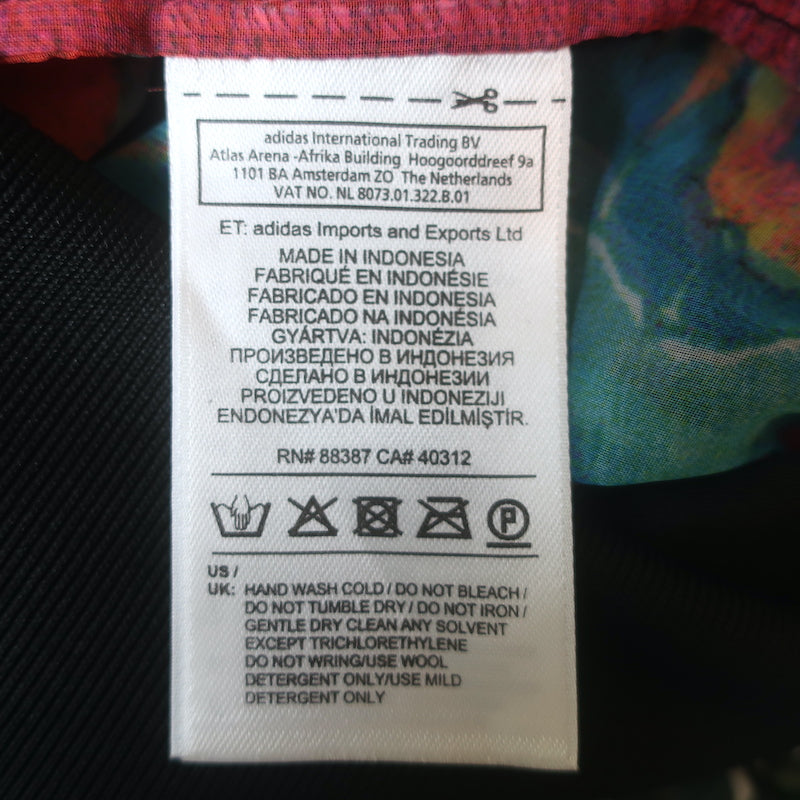 adidas International Trading BV
Atlas Arena -Afrika Building Hoogoorddreef 9a
1101 BA Amsterdam ZO The Netherlands
VAT NO. NL 8073.01.322.B.01
ET: adidas Imports and Exports Ltd
MADE IN INDONESIA
FABRIQUÉ EN INDONÉSIE
FABRICADO EN INDONESIA
FABRICADO NA INDONÉSIA
GYÁRTVA: INDONÉZIA
ПРОИЗВЕДЕНО В ИНДОНЕЗИЯ
СДЕЛАНО В ИНДОНЕЗИИ
PROIZVEDENO U INDONEZIJI
ENDONEZYA'DA İMAL EDİLMİŞTİR.
RN# 88387 CA# 40312
P
US /
UK: HAND WASH COLD / DO NOT BLEACH /
DO NOT TUMBLE DRY / DO NOT IRON /
GENTLE DRY CLEAN ANY SOLVENT
EXCEPT TRICHLORETHYLENE
DO NOT WRING/USE WOOL
DETERGENT ONLY/USE MILD
DETERGENT ONLY